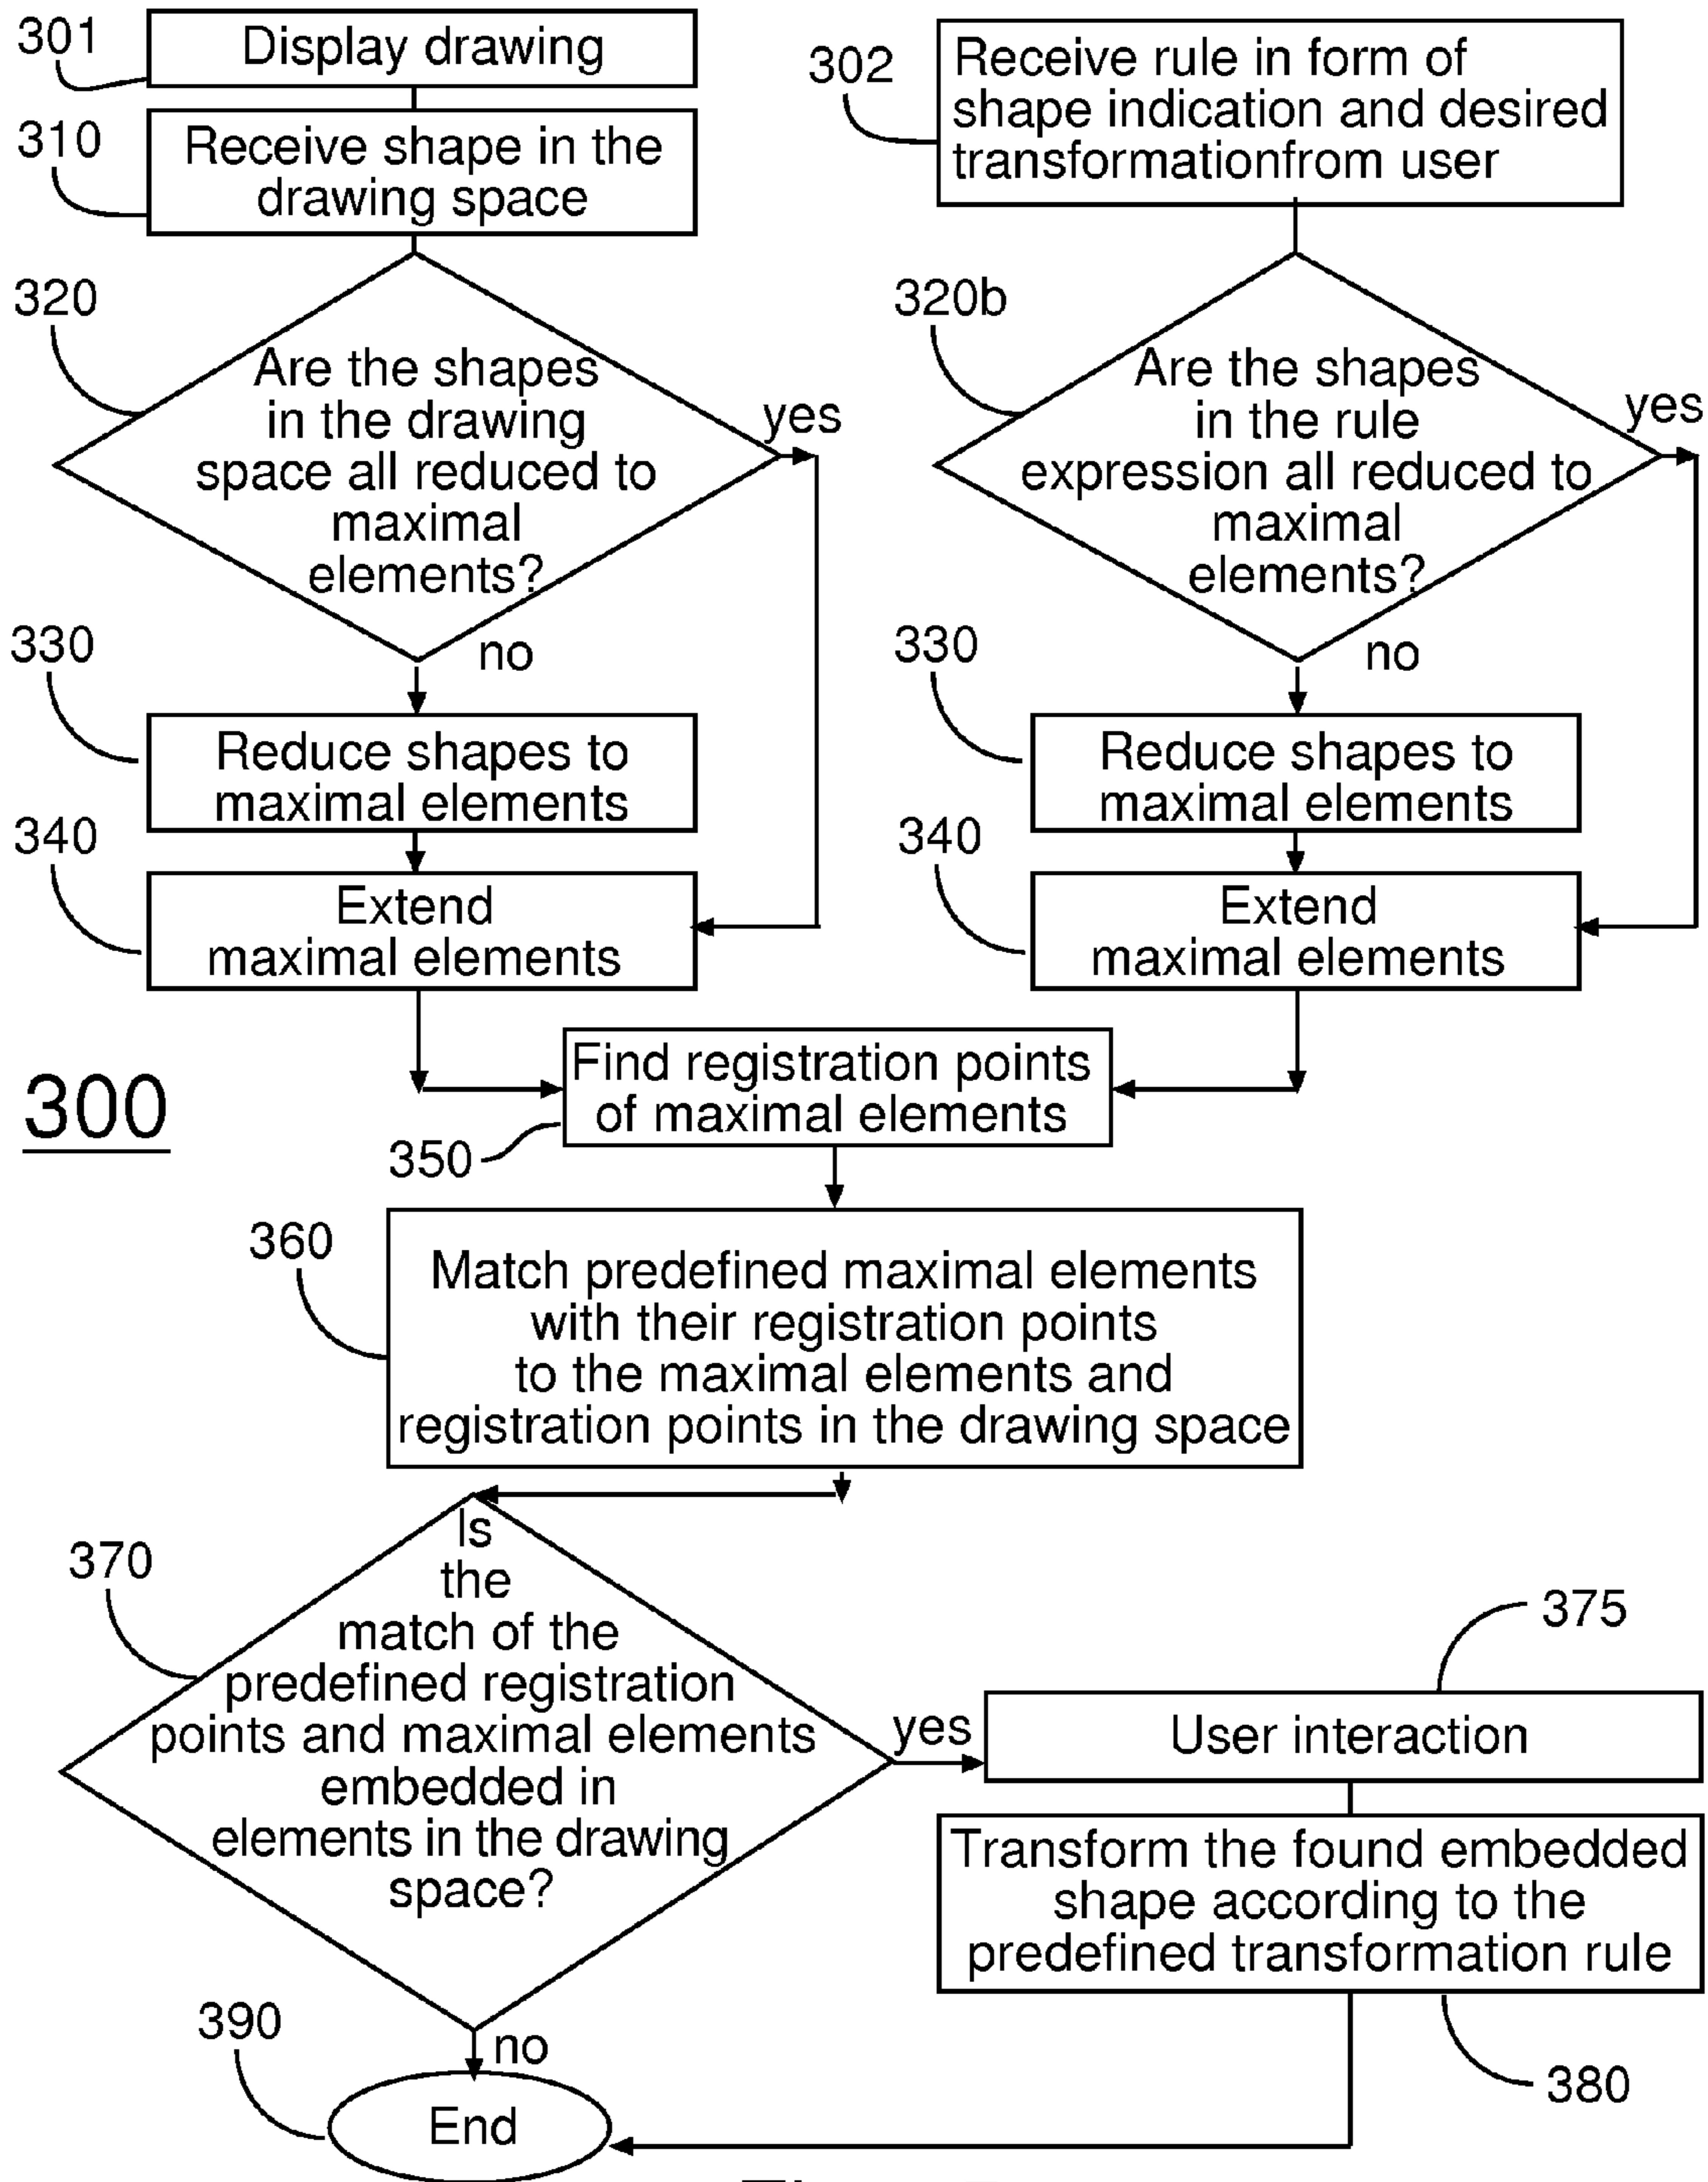 301
Display drawing
310
Receive shape in the
drawing space
302
Receive rule in form of
shape indication and desired
transformationfrom user
320
Are the shapes
in the drawing
space all reduced to
maximal
elements?
yes
no
320b
Are the shapes
in the rule
expression all reduced to
maximal
elements?
yes
no
330
Reduce shapes to
maximal elements
330
Reduce shapes to
maximal elements
340
Extend
maximal elements
340
Extend
maximal elements
300
Find registration points
of maximal elements
350
360
Match predefined maximal elements
with their registration points
to the maximal elements and
registration points in the drawing space
370
Is
the
match of the
predefined registration
points and maximal elements
embedded in
elements in the drawing
space?
yes
375
User interaction
Transform the found embedded
shape according to the
predefined transformation rule
380
no
390
End